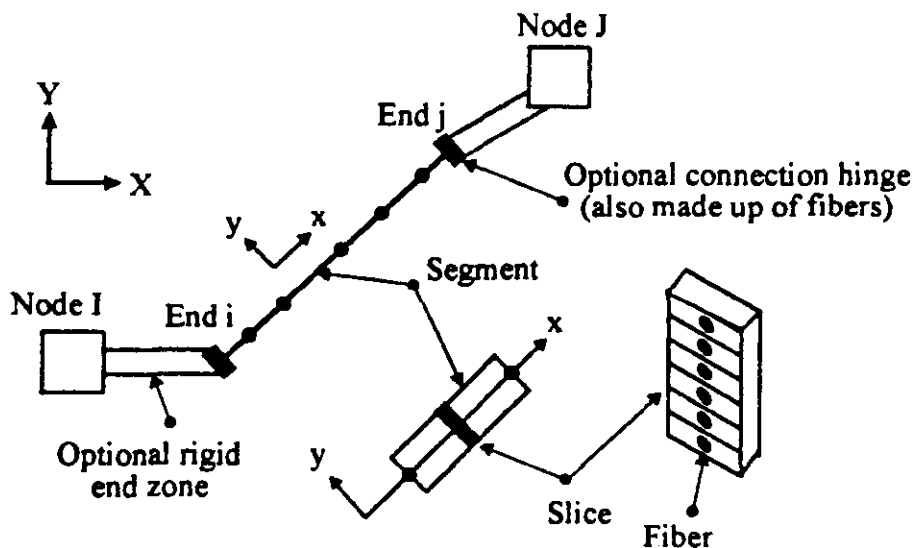 Node J
Y
End j
X
Optional connection hinge
(also made up of fibers)
y
x
Segment
Node I
End i
x
Optional rigid
end zone
y
Slice
Fiber